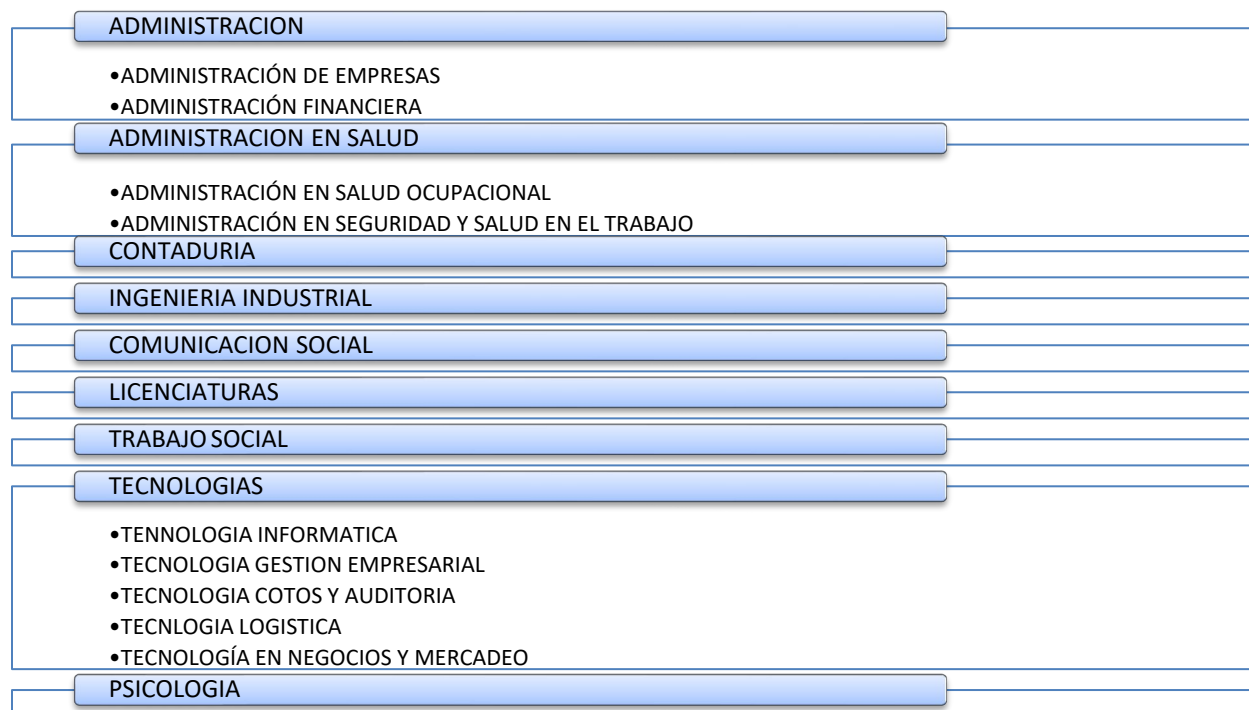 ADMINISTRACION
•ADMINISTRACIÓN DE EMPRESAS
•ADMINISTRACIÓN FINANCIERA
ADMINISTRACION EN SALUD
•ADMINISTRACIÓN EN SALUD OCUPACIONAL
•ADMINISTRACIÓN EN SEGURIDAD Y SALUD EN EL TRABAJO
CONTADURIA
INGENIERIA INDUSTRIAL
COMUNICACION SOCIAL
LICENCIATURAS
TRABAJO SOCIAL
TECNOLOGIAS
•TENNOLOGIA INFORMATICA
•TECNOLOGIA GESTION EMPRESARIAL
•TECNOLOGIA COTOS Y AUDITORIA
•TECNLOGIA LOGISTICA
•TECNOLOGÍA EN NEGOCIOS Y MERCADEO
PSICOLOGIA